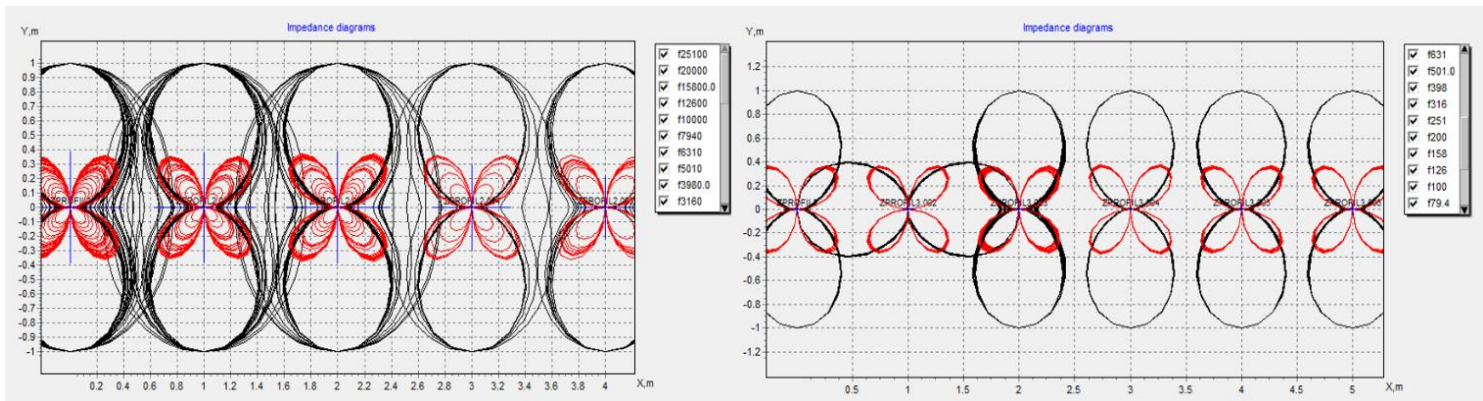 Impedance diagrams
Y,m
1
0.9
0.8
0.7
0.6
0.5
0.4
0.3
0.2
0.1
0
-0.1
-0.2
-0.3
-0.4
-0.5
-0.6
-0.7
-0.8
-0.9
-1
0.2 0.4 0.6 0.8 1 1.2 1.4 1.6 1.8 2 2.2 2.4 2.6 2.8 3 3.2 3.4 3.6 3.8 4
X,m
f25100
f20000
f15800.0
f12600
f10000
f7940
f6310
f5010
f3980.0
f3160
Impedance diagrams
Y,m
1.2
1
0.8
0.6
0.4
0.2
ZPROFIL3.002
0
-0.2
-0.4
-0.6
-0.8
-1
-1.2
0.5 1 1.5 2 2.5 3 3.5 4 4.5 5
X,m
f631
f501.0
f398
f316
f251
f200
f158
f126
f100
f79.4